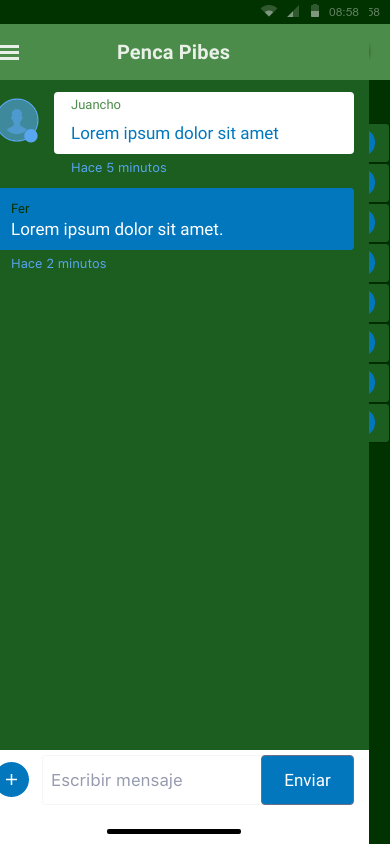 08:58 :58
Penca Pibes
Juancho
Lorem ipsum dolor sit amet
Hace 5 minutos
Fer
Lorem ipsum dolor sit amet.
Hace 2 minutos
Escribir mensaje
Enviar